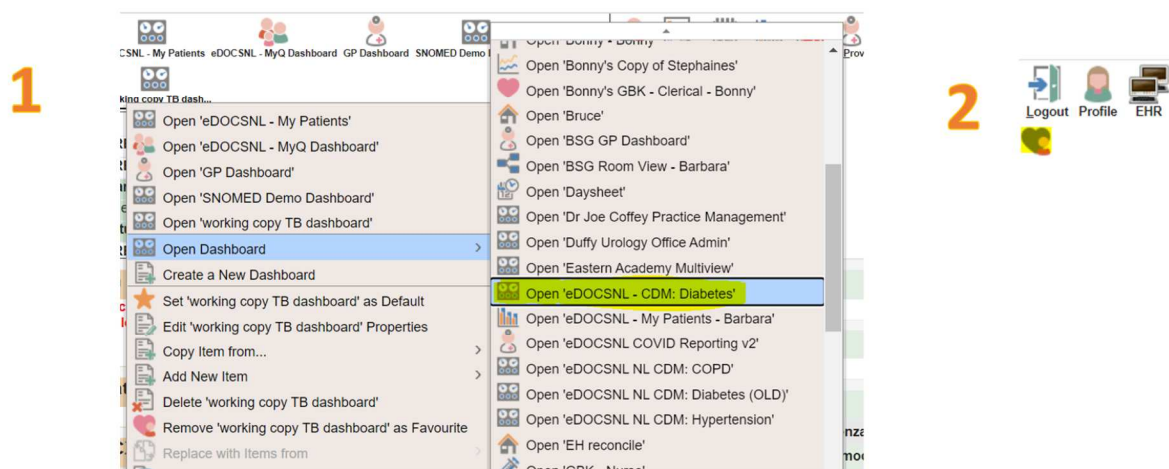 1
CSNL - My Patients eDOCSNL - MyQ Dashboard GP Dashboard SNOMED Demo
king copy TB dash...
Open 'eDOCSNL - My Patients'
Open 'eDOCSNL - MyQ Dashboard'
Open 'GP Dashboard'
Open 'SNOMED Demo Dashboard'
Open 'working copy TB dashboard'
Open Dashboard
Create a New Dashboard
Set 'working copy TB dashboard' as Default
Edit 'working copy TB dashboard' Properties
Copy Item from...
Add New Item
Delete 'working copy TB dashboard'
Remove 'working copy TB dashboard' as Favourite
Replace with Items from
Open 'Bonny's Copy of Stephaines'
Open 'Bonny's GBK - Clerical - Bonny'
Open 'Bruce'
Open 'BSG GP Dashboard'
Open 'BSG Room View - Barbara'
Open 'Daysheet'
Open 'Dr Joe Coffey Practice Management'
Open 'Duffy Urology Office Admin'
Open 'Eastern Academy Multiview'
Open 'eDOCSNL - CDM: Diabetes'
Open 'eDOCSNL - My Patients - Barbara'
Open 'eDOCSNL COVID Reporting v2'
Open 'eDOCSNL NL CDM: COPD'
Open 'eDOCSNL NL CDM: Diabetes (OLD)'
Open 'eDOCSNL NL CDM: Hypertension'
Open 'EH reconcile'
Open 'GBK - Nurse'
Prov
2
Logout Profile EHR